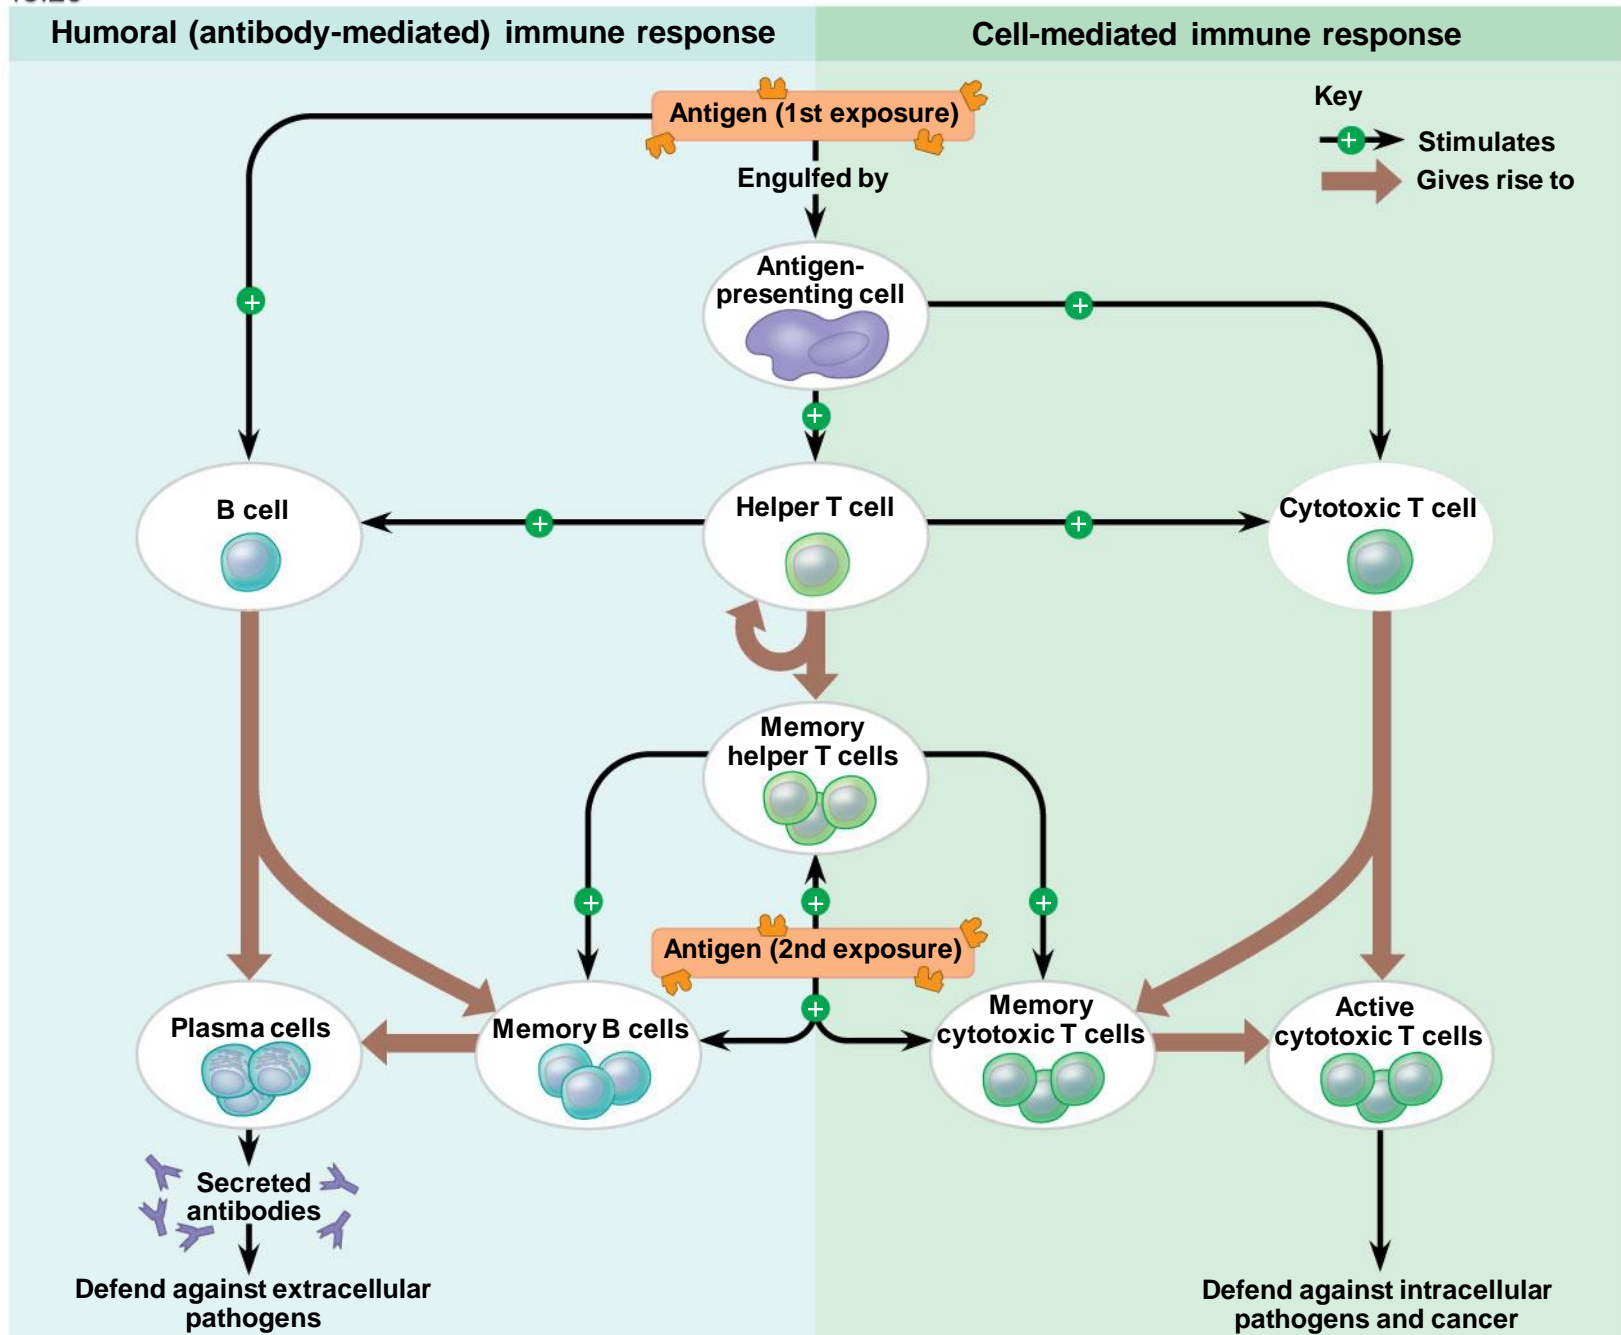 Humoral (antibody-mediated) immune response
Cell-mediated immune response
Antigen (1st exposure)
Key
Stimulates
Gives rise to
Engulfed by
Antigen-
presenting cell
B cell
Helper T cell
Cytotoxic T cell
Memory
helper T cells
Antigen (2nd exposure)
Plasma cells
Memory B cells
Memory
cytotoxic T cells
Active
cytotoxic T cells
Secreted
antibodies
Defend against extracellular
pathogens
Defend against intracellular
pathogens and cancer